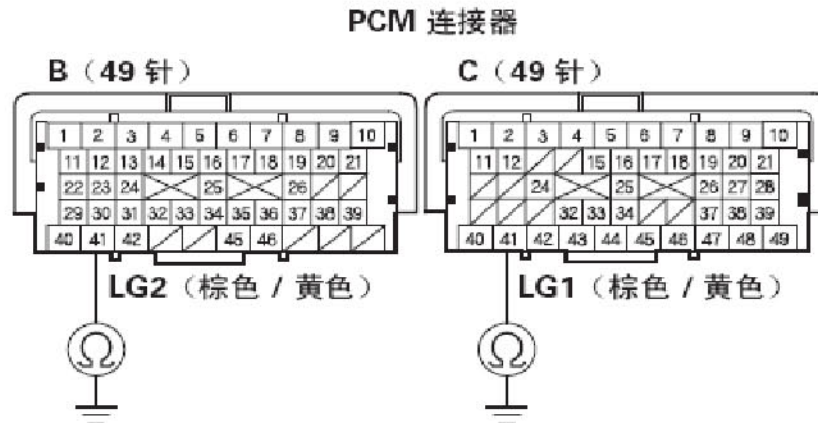 PCM 连接器
B（49 针） C（49 针）
1 2 3 4 5 6 7 8 9 10 1 2 3 4 5 6 7 8 9 10
11 12 13 14 15 16 17 18 19 20 21 11 12 15 16 17 18 19 20 21
22 23 24 25 26 24 25 26 27 28
29 30 31 32 33 34 35 36 37 38 39 32 33 34 37 38 39
40 41 42 45 46 40 41 42 43 44 45 46 47 48 49
LG2（棕色 / 黄色） LG1（棕色 / 黄色）
Ω Ω